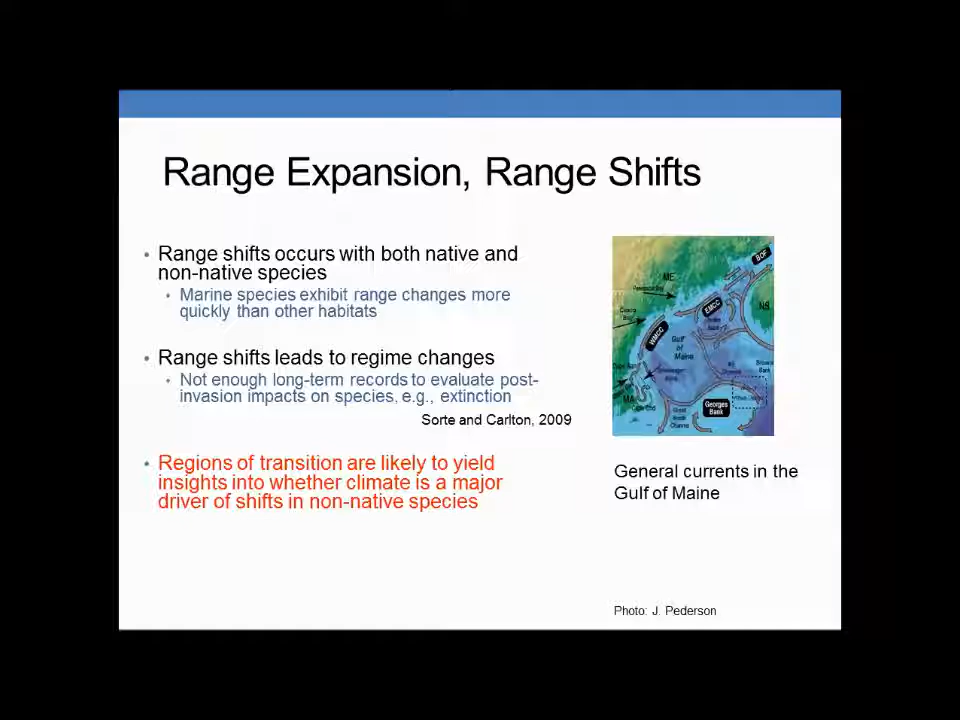 Range Expansion, Range Shifts
• Range shifts occurs with both native and
non-native species
• Marine species exhibit range changes more
quickly than other habitats
• Range shifts leads to regime changes
• Not enough long-term records to evaluate post-
invasion impacts on species, e.g., extinction
Sorte and Carlton, 2009
• Regions of transition are likely to yield
insights into whether climate is a major
driver of shifts in non-native species
BOF
ME
NB
EMCC
WMCC
Gulf
of
Maine
MA
Georges
Bank
General currents in the
Gulf of Maine
Photo: J. Pederson